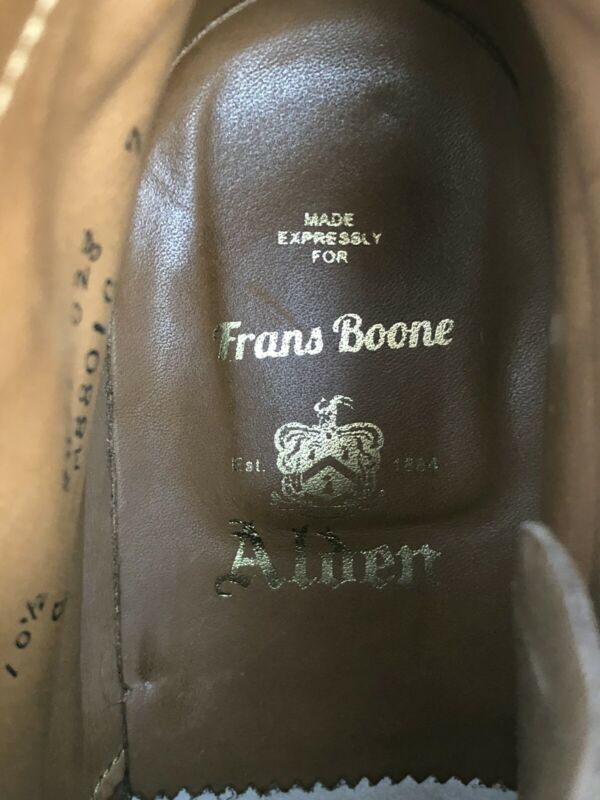 MADE
EXPRESSLY
FOR
Frans Boone
Est. 1884
Alden